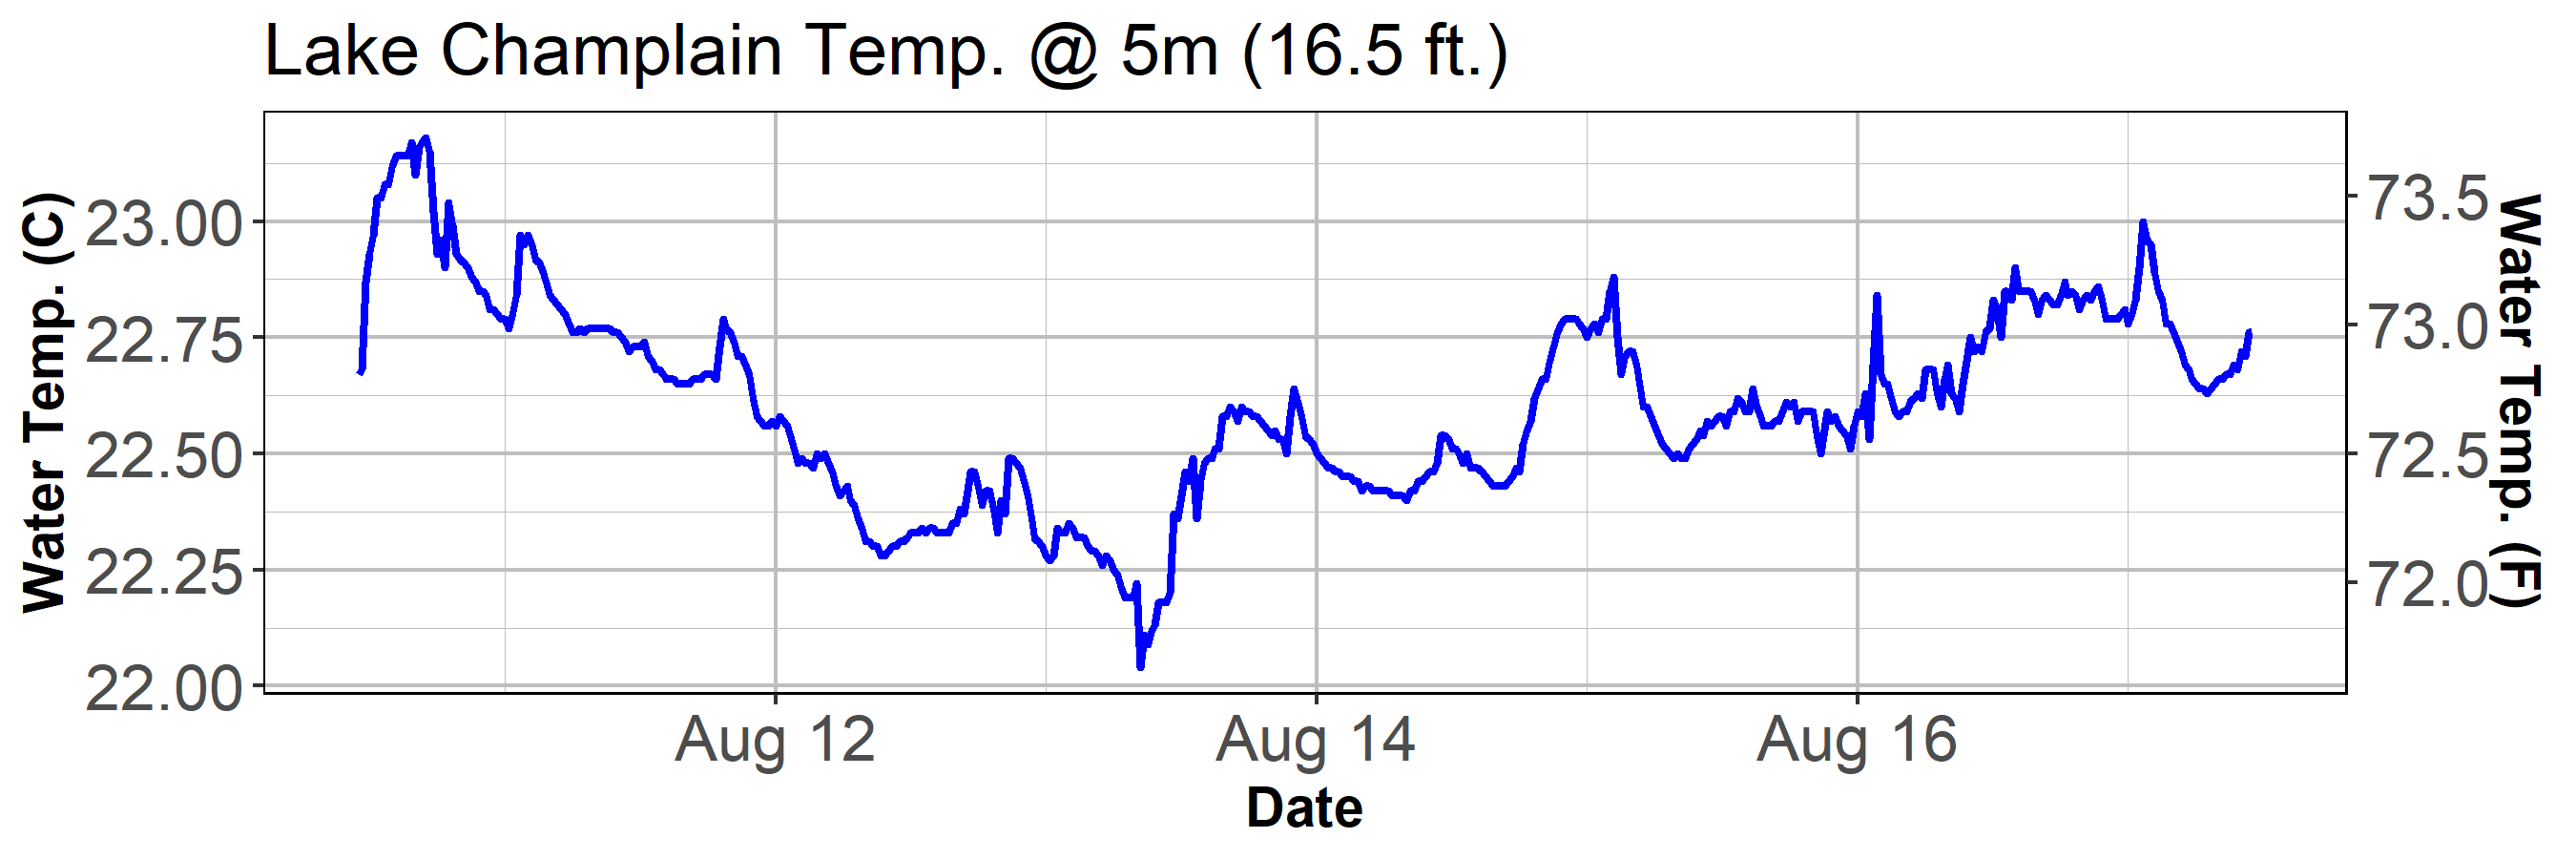 Lake Champlain Temp. @ 5m (16.5 ft.)
Water Temp. (C)
23.00
22.75
22.50
22.25
22.00
73.5
73.0
72.5
72.0
Water Temp. (F)
Aug 12 Aug 14 Aug 16
Date